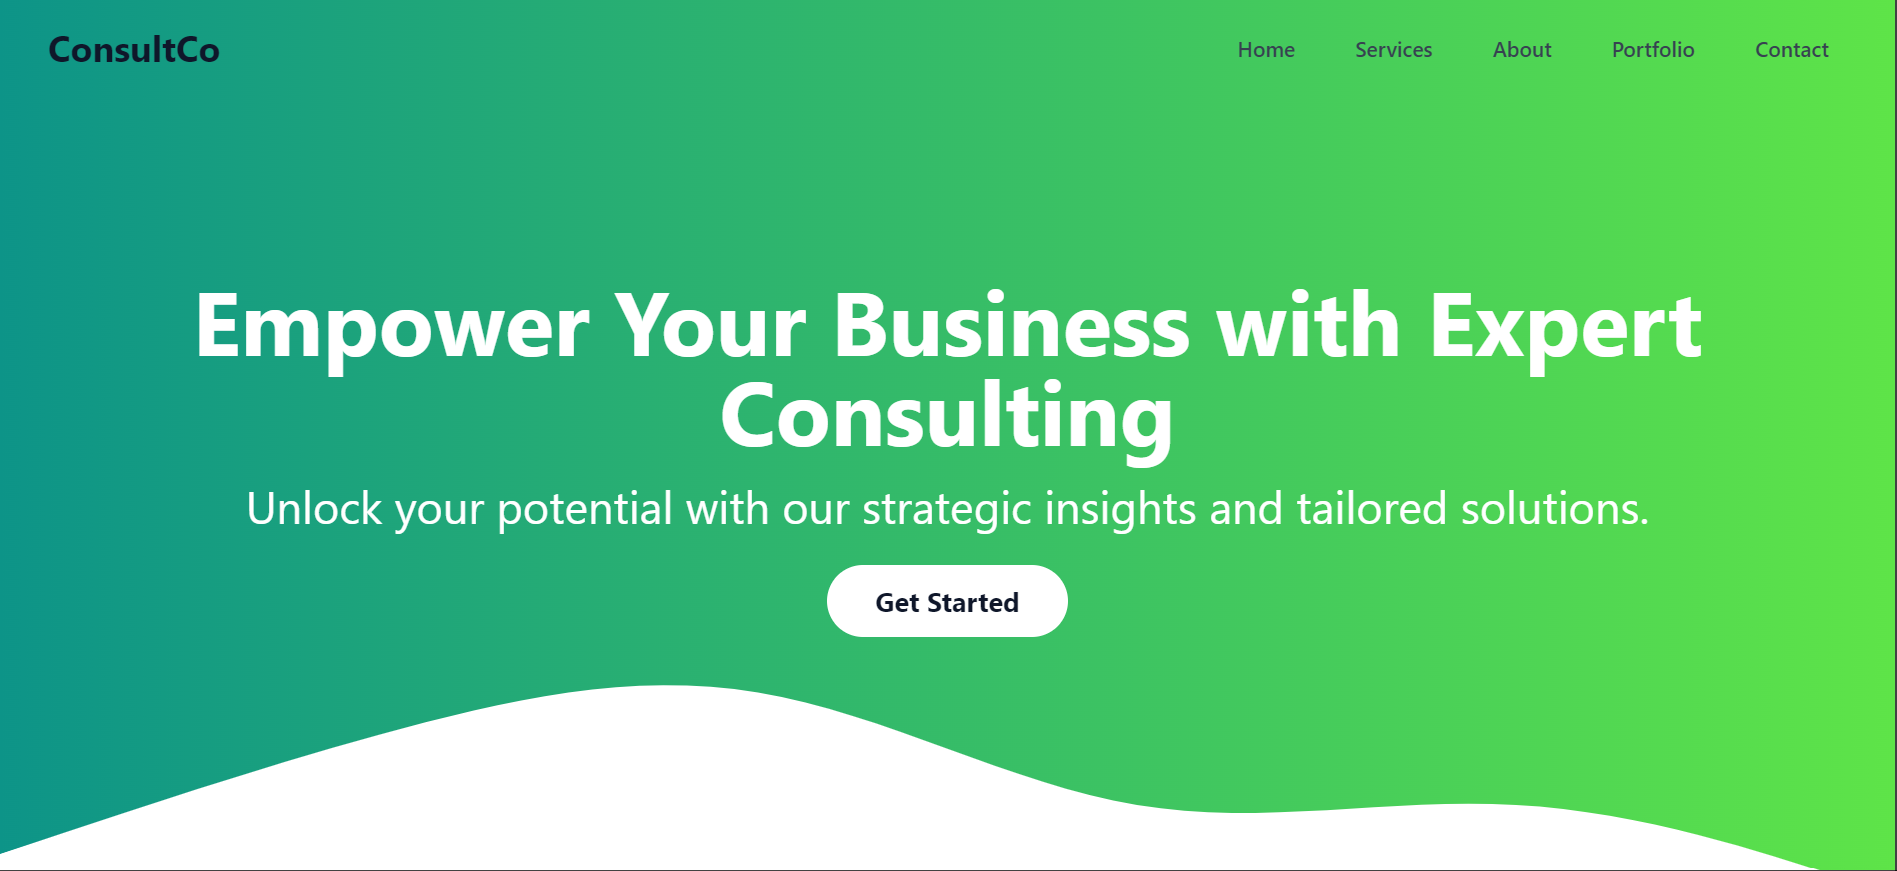 ConsultCo
Home Services About Portfolio Contact
Empower Your Business with Expert
Consulting
Unlock your potential with our strategic insights and tailored solutions.
Get Started